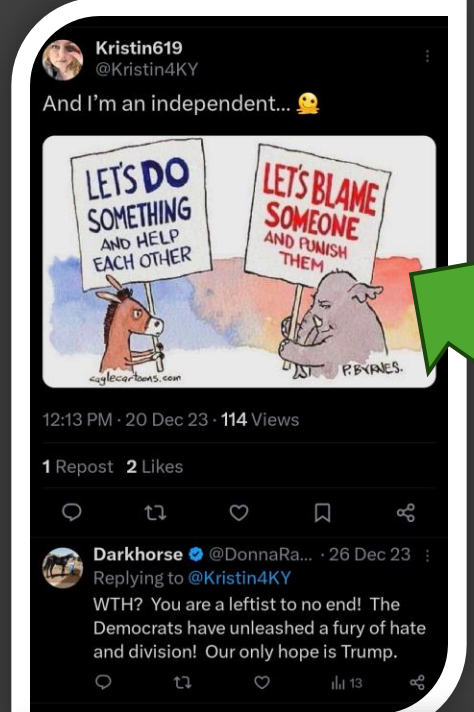 Kristin619
@Kristin4KY
And I'm an independent... 🫠
LET'S DO
SOMETHING
AND HELP
EACH OTHER
LET'S BLAME
SOMEONE
AND PUNISH
THEM
caglecartoons.com
P. BYRNES.
12:13 PM · 20 Dec 23 · 114 Views
1 Repost 2 Likes
Darkhorse @DonnaRa... · 26 Dec 23
Replying to @Kristin4KY
WTH? You are a leftist to no end! The
Democrats have unleashed a fury of hate
and division! Our only hope is Trump.
13